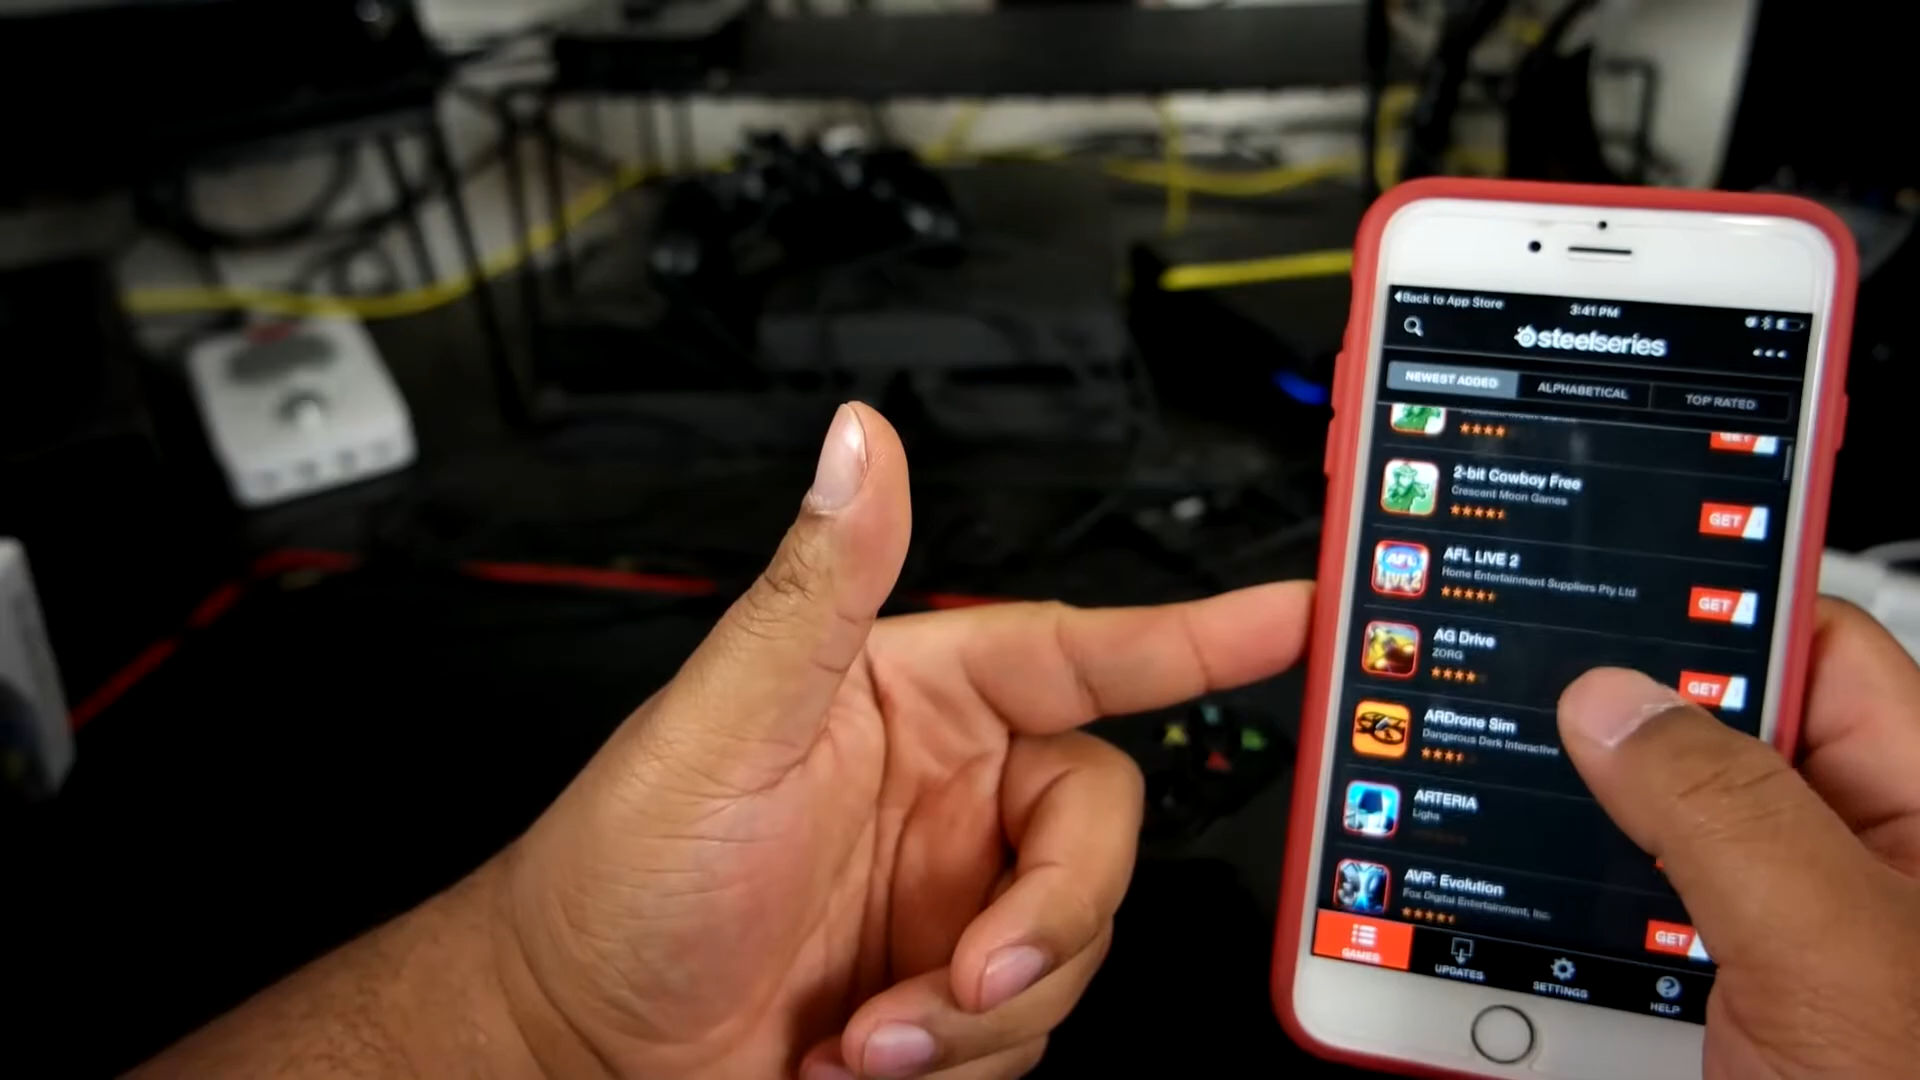 Back to App Store
3:41 PM
steelseries
NEWEST ADDED
ALPHABETICAL
TOP RATED
GET
2-bit Cowboy Free
Crescent Moon Games
GET
AFL LIVE 2
Home Entertainment Suppliers Pty Ltd
GET
AG Drive
ZORG
GET
ARDrone Sim
Dangerous Derk Interactive
ARTERIA
AVP: Evolution
Fox Digital Entertainment, Inc.
GET
GAMES
UPDATES
SETTINGS
HELP